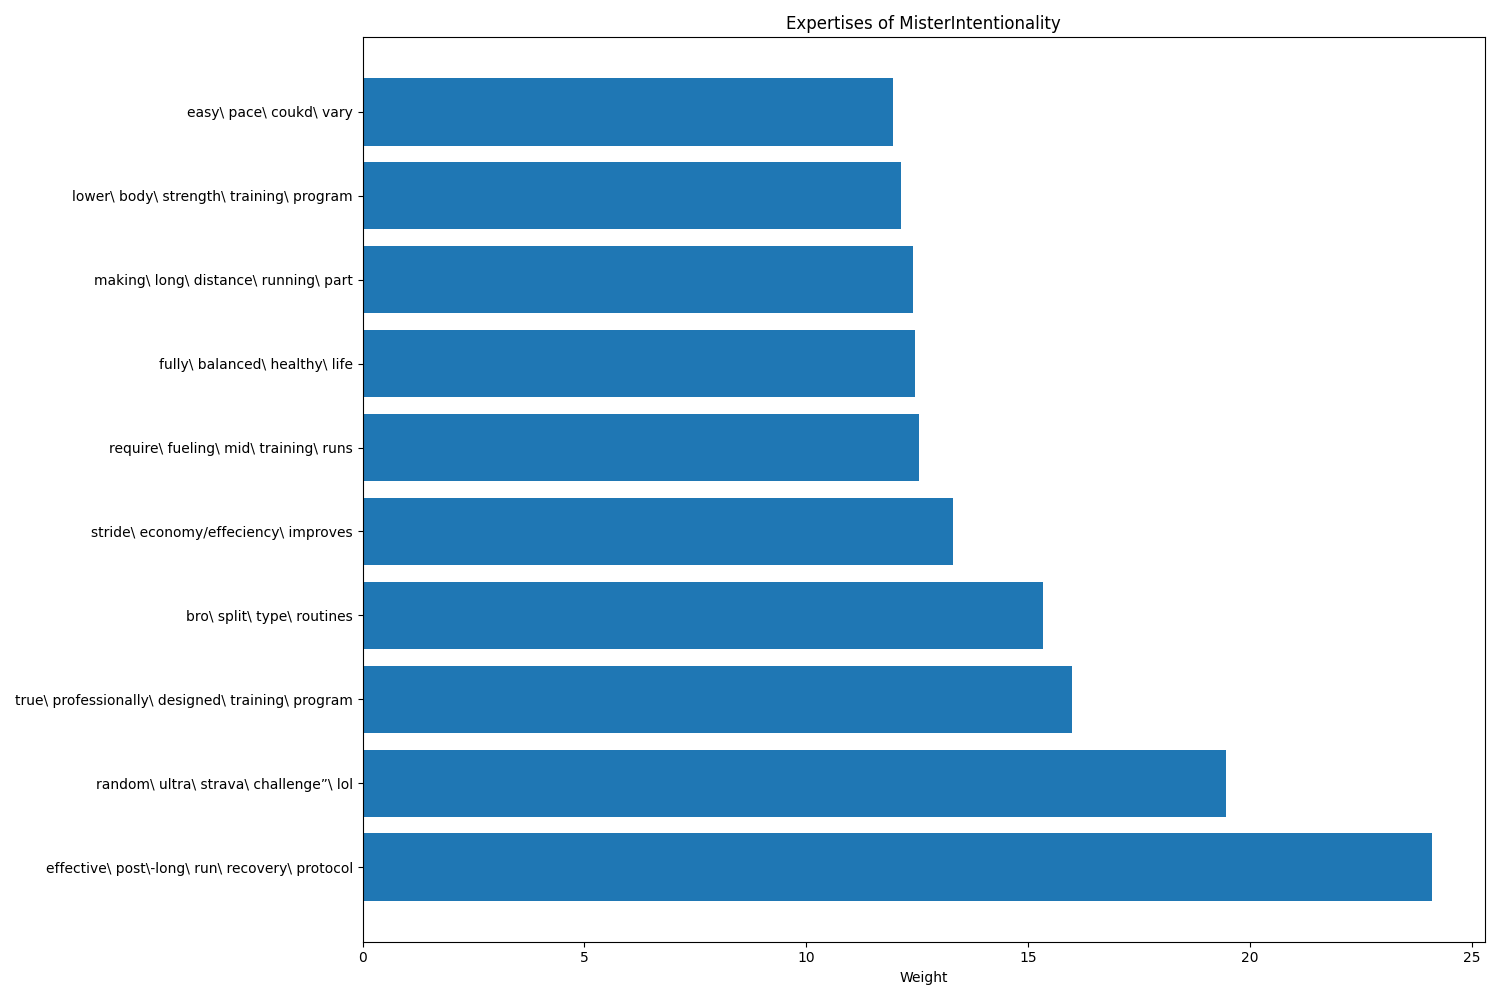 Expertises of MisterIntentionality
easy\ pace\ coukd\ vary
lower\ body\ strength\ training\ program
making\ long\ distance\ running\ part
fully\ balanced\ healthy\ life
require\ fueling\ mid\ training\ runs
stride\ economy/effeciency\ improves
bro\ split\ type\ routines
true\ professionally\ designed\ training\ program
random\ ultra\ strava\ challenge”\ lol
effective\ post\-long\ run\ recovery\ protocol
0 5 10 15 20 25
Weight